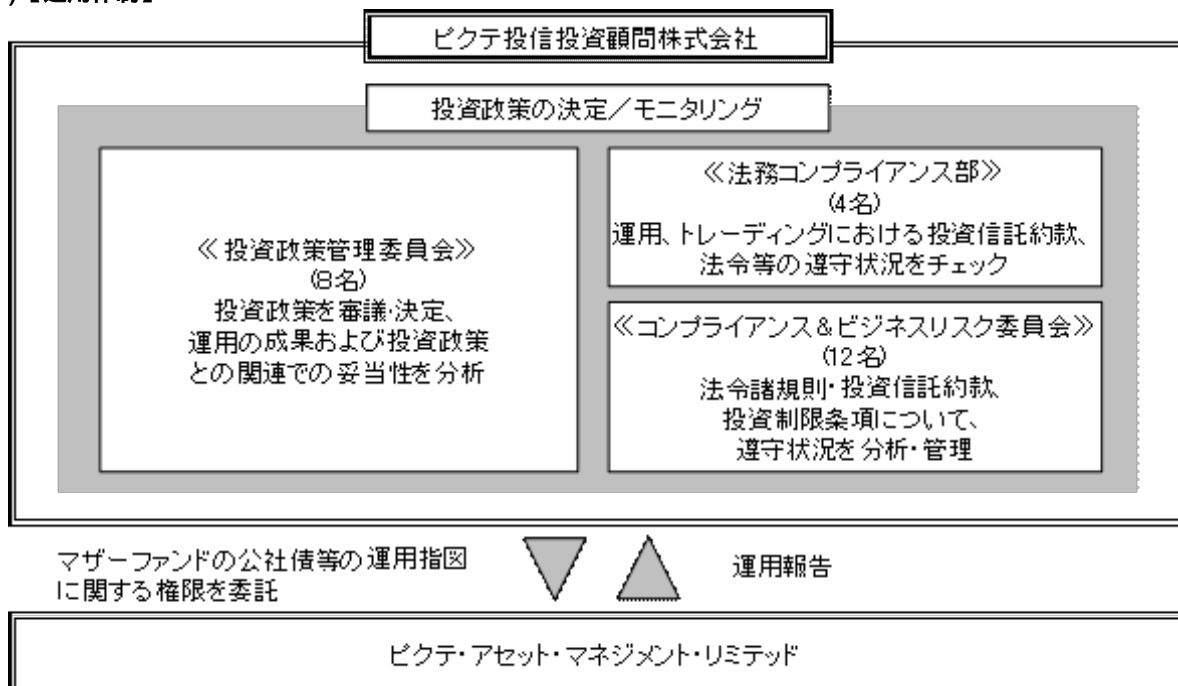 )【運用体制】
ピクテ投信投資顧問株式会社
投資政策の決定／モニタリング
≪投資政策管理委員会≫
(8名)
投資政策を審議・決定、
運用の成果および投資政策
との関連での妥当性を分析
≪法務コンプライアンス部≫
(4名)
運用、トレーディングにおける投資信託約款、
法令等の遵守状況をチェック
≪コンプライアンス＆ビジネスリスク委員会≫
(12名)
法令諸規則・投資信託約款、
投資制限条項について、
遵守状況を分析・管理
マザーファンドの公社債等の運用指図
に関する権限を委託
運用報告
ピクテ・アセット・マネジメント・リミテッド